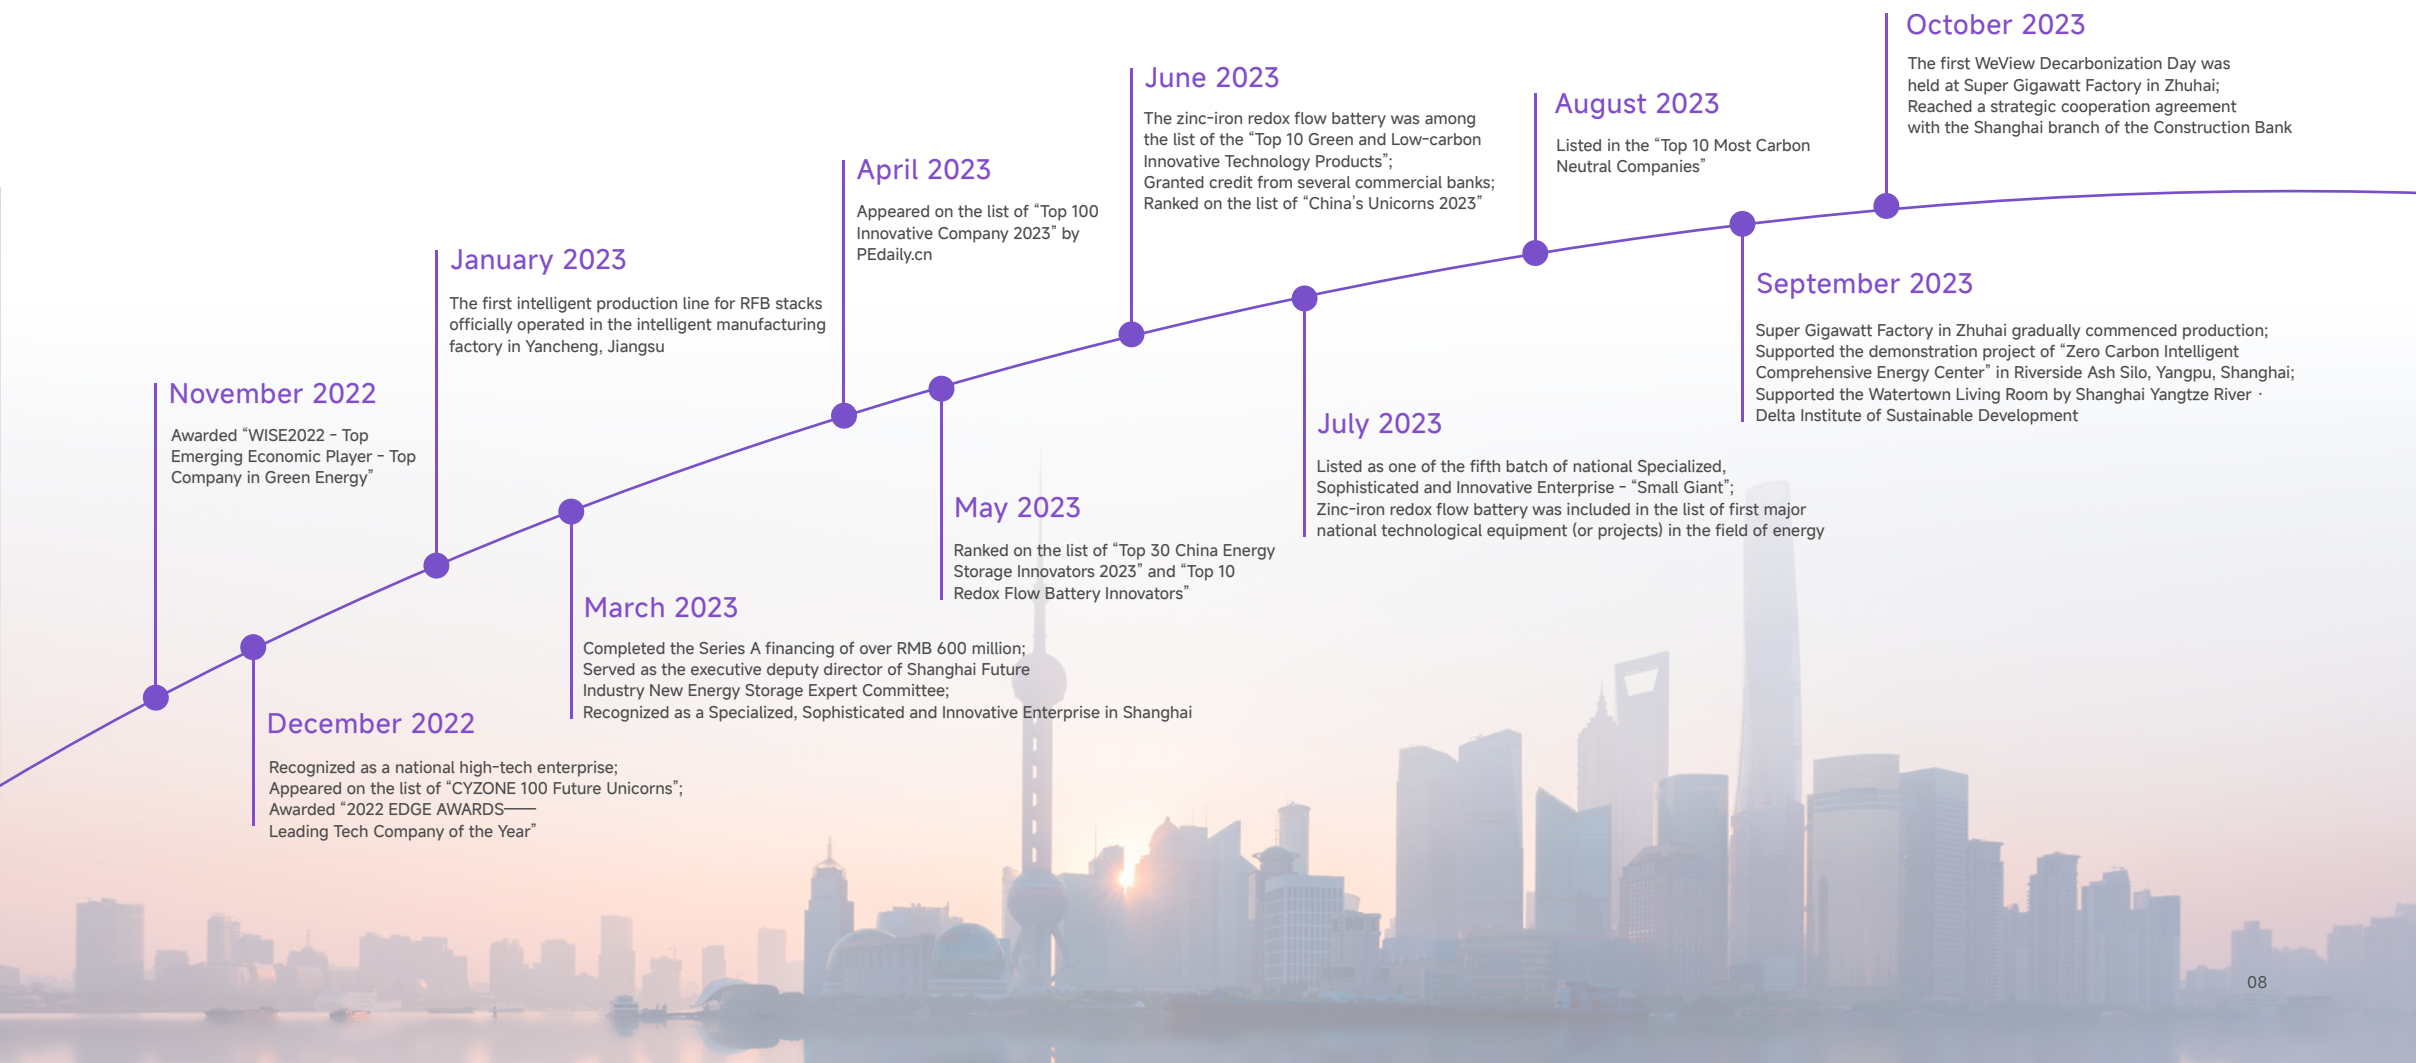 November 2022
Awarded “WISE2022 - Top
Emerging Economic Player - Top
Company in Green Energy”
December 2022
Recognized as a national high-tech enterprise;
Appeared on the list of “CYZONE 100 Future Unicorns”;
Awarded “2022 EDGE AWARDS——
Leading Tech Company of the Year”
January 2023
The first intelligent production line for RFB stacks
officially operated in the intelligent manufacturing
factory in Yancheng, Jiangsu
March 2023
Completed the Series A financing of over RMB 600 million;
Served as the executive deputy director of Shanghai Future
Industry New Energy Storage Expert Committee;
Recognized as a Specialized, Sophisticated and Innovative Enterprise in Shanghai
April 2023
Appeared on the list of “Top 100
Innovative Company 2023” by
PEdaily.cn
May 2023
Ranked on the list of “Top 30 China Energy
Storage Innovators 2023” and “Top 10
Redox Flow Battery Innovators”
June 2023
The zinc-iron redox flow battery was among
the list of the “Top 10 Green and Low-carbon
Innovative Technology Products”;
Granted credit from several commercial banks;
Ranked on the list of “China’s Unicorns 2023”
July 2023
Listed as one of the fifth batch of national Specialized,
Sophisticated and Innovative Enterprise - “Small Giant”;
Zinc-iron redox flow battery was included in the list of first major
national technological equipment (or projects) in the field of energy
August 2023
Listed in the “Top 10 Most Carbon
Neutral Companies”
September 2023
Super Gigawatt Factory in Zhuhai gradually commenced production;
Supported the demonstration project of “Zero Carbon Intelligent
Comprehensive Energy Center” in Riverside Ash Silo, Yangpu, Shanghai;
Supported the Watertown Living Room by Shanghai Yangtze River ·
Delta Institute of Sustainable Development
October 2023
The first WeView Decarbonization Day was
held at Super Gigawatt Factory in Zhuhai;
Reached a strategic cooperation agreement
with the Shanghai branch of the Construction Bank
08